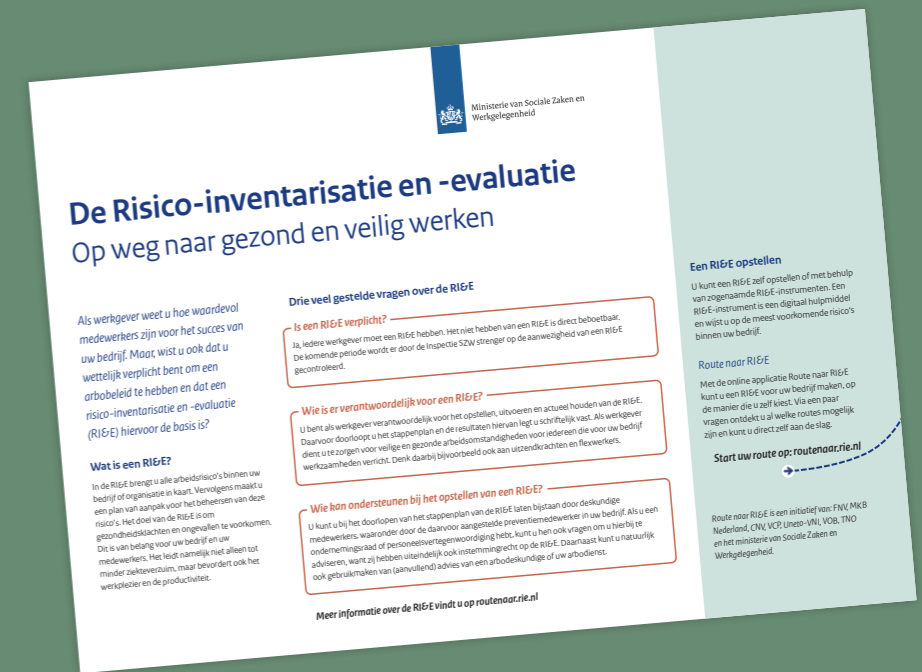 Ministerie van Sociale Zaken en
Werkgelegenheid
De Risico-inventarisatie en -evaluatie
Op weg naar gezond en veilig werken
Als werkgever weet u hoe waardevol
medewerkers zijn voor het succes van
uw bedrijf. Maar, wist u ook dat u
wettelijk verplicht bent om een
arbobeleid te hebben en dat een
risico-inventarisatie en -evaluatie
(RI&E) hiervoor de basis is?
Wat is een RI&E?
In de RI&E brengt u alle arbeidsrisico's binnen uw
bedrijf of organisatie in kaart. Vervolgens maakt u
een plan van aanpak voor het beheersen van deze
risico's. Het doel van de RI&E is om
gezondheidsklachten en ongevallen te voorkomen.
Dit is van belang voor uw bedrijf en uw
medewerkers. Het leidt namelijk niet alleen tot
minder ziekteverzuim, maar bevordert ook het
werkplezier en de productiviteit.
Drie veel gestelde vragen over de RI&E
Is een RI&E verplicht?
Ja, iedere werkgever moet een RI&E hebben. Het niet hebben van een RI&E is direct beboetbaar.
De komende periode wordt er door de Inspectie SZW strenger op de aanwezigheid van een RI&E
gecontroleerd.
Wie is er verantwoordelijk voor een RI&E?
U bent als werkgever verantwoordelijk voor het opstellen, uitvoeren en actueel houden van de RI&E.
Daarvoor doorloopt u het stappenplan en de resultaten hiervan legt u schriftelijk vast. Als werkgever
dient u te zorgen voor veilige en gezonde arbeidsomstandigheden voor iedereen die voor uw bedrijf
werkzaamheden verricht. Denk daarbij bijvoorbeeld ook aan uitzendkrachten en flexwerkers.
Wie kan ondersteunen bij het opstellen van een RI&E?
U kunt u bij het doorlopen van het stappenplan van de RI&E laten bijstaan door deskundige
medewerkers, waaronder de daarvoor aangestelde preventiemedewerker in uw bedrijf. Als u een
ondernemingsraad of personeelsvertegenwoordiging hebt, kunt u hen ook vragen om u hierbij te
adviseren, want zij hebben uiteindelijk ook instemmingrecht op de RI&E. Daarnaast kunt u natuurlijk
ook gebruikmaken van (aanvullend) advies van een arbodeskundige of uw arbodienst.
Meer informatie over de RI&E vindt u op routenaar.rie.nl
Een RI&E opstellen
U kunt een RI&E zelf opstellen of met behulp
van zogenaamde RI&E-instrumenten. Een
RI&E-instrument is een digitaal hulpmiddel
en wijst u op de meest voorkomende risico's
binnen uw bedrijf.
Route naar RI&E
Met de online applicatie Route naar RI&E
kunt u een RI&E voor uw bedrijf maken, op
de manier die u zelf kiest. Via een paar
vragen ontdekt u al welke routes mogelijk
zijn en kunt u direct zelf aan de slag.
Start uw route op: routenaar.rie.nl
Route naar RI&E is een initiatief van: FNV, MKB
Nederland, CNV, VCP, Uneto-VNI, VOB, TNO
en het ministerie van Sociale Zaken en
Werkgelegenheid.